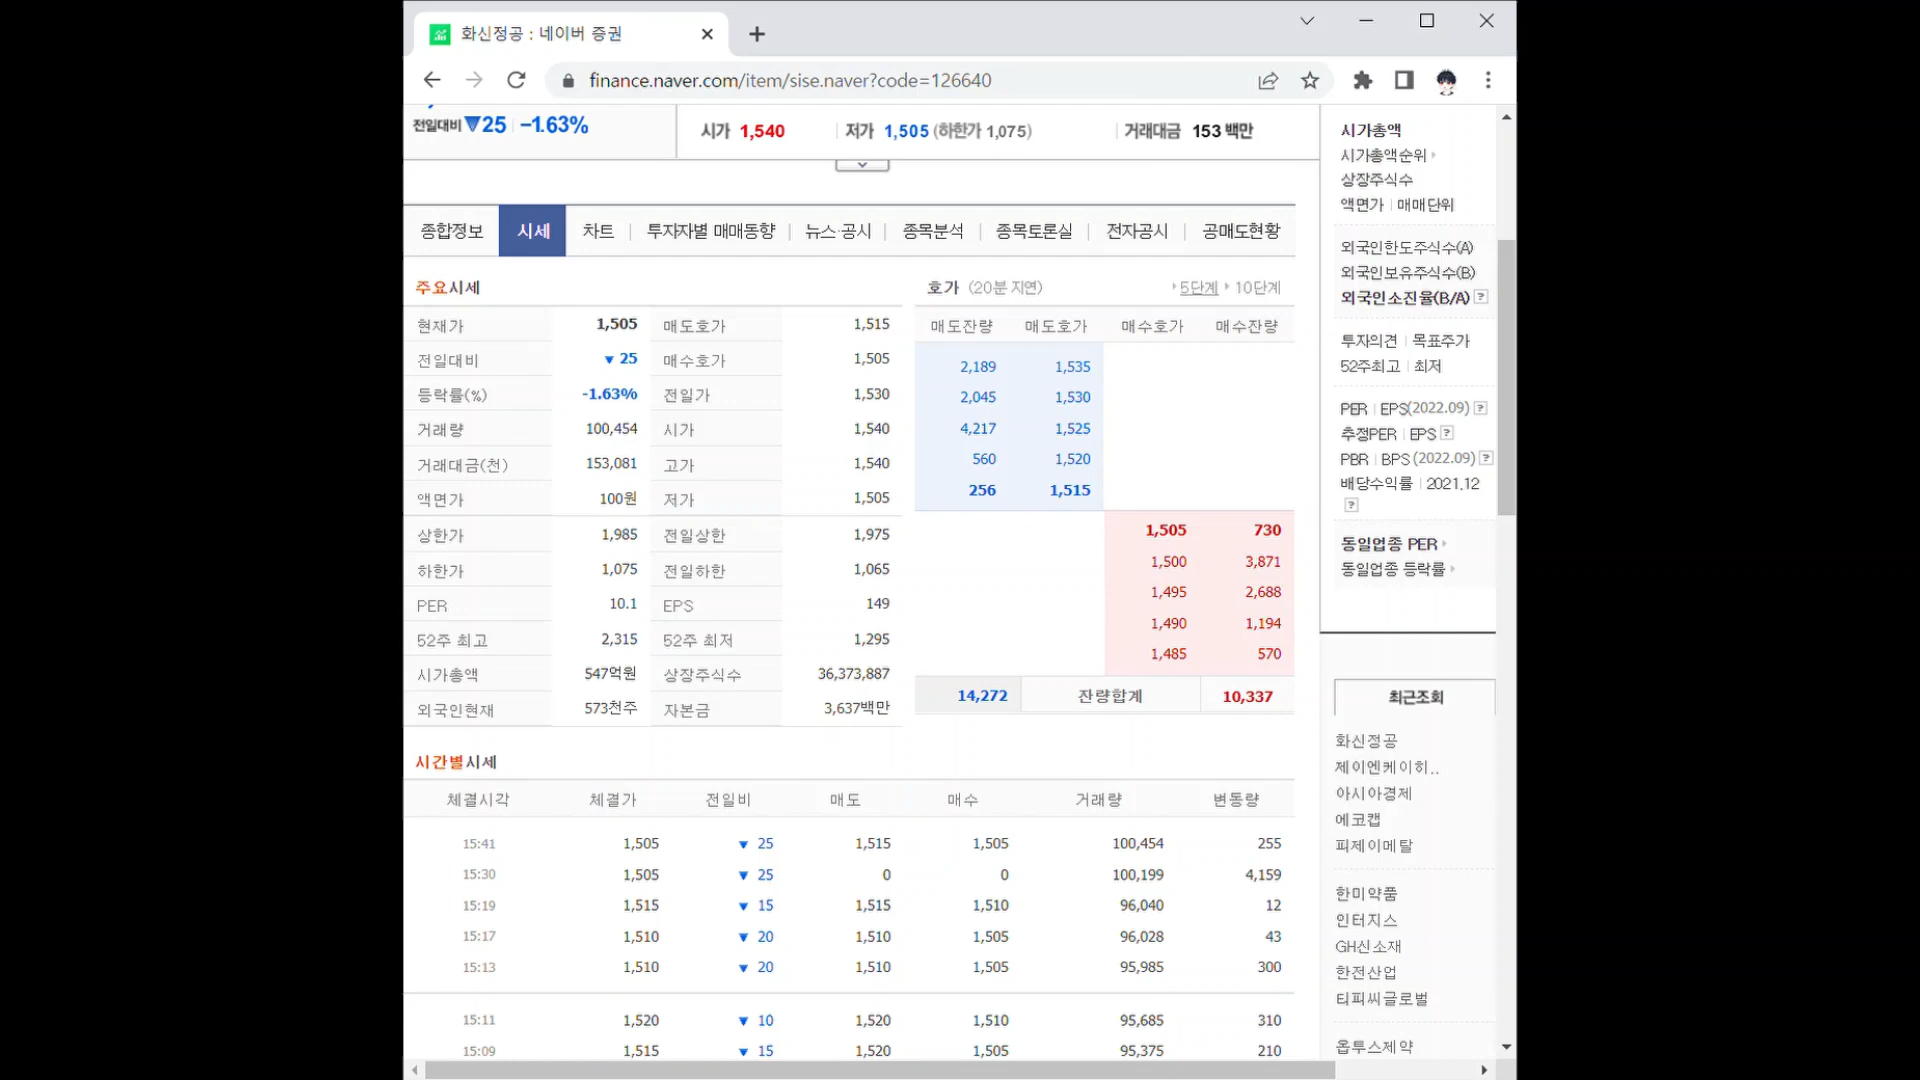 화신정공 : 네이버 증권
finance.naver.com/item/sise.naver?code=126640
전일대비 ▼25 -1.63%
시가 1,540 저가 1,505 (하한가 1,075) 거래대금 153 백만
종합정보 시세 차트 투자자별 매매동향 뉴스·공시 종목분석 종목토론실 전자공시 공매도현황
주요시세
현재가 1,505 매도호가 1,515
전일대비 ▼ 25 매수호가 1,505
등락률(%) -1.63% 전일가 1,530
거래량 100,454 시가 1,540
거래대금(천) 153,081 고가 1,540
액면가 100원 저가 1,505
상한가 1,985 전일상한 1,975
하한가 1,075 전일하한 1,065
PER 10.1 EPS 149
52주 최고 2,315 52주 최저 1,295
시가총액 547억원 상장주식수 36,373,887
외국인현재 573천주 자본금 3,637백만
호가 (20분 지연) 5단계 10단계
매도잔량 매도호가 매수호가 매수잔량
2,189 1,535
2,045 1,530
4,217 1,525
560 1,520
256 1,515
1,505 730
1,500 3,871
1,495 2,688
1,490 1,194
1,485 570
14,272 잔량합계 10,337
시간별시세
체결시각 체결가 전일비 매도 매수 거래량 변동량
15:41 1,505 ▼ 25 1,515 1,505 100,454 255
15:30 1,505 ▼ 25 0 0 100,199 4,159
15:19 1,515 ▼ 15 1,515 1,510 96,040 12
15:17 1,510 ▼ 20 1,510 1,505 96,028 43
15:13 1,510 ▼ 20 1,510 1,505 95,985 300
15:11 1,520 ▼ 10 1,520 1,510 95,685 310
15:09 1,515 ▼ 15 1,520 1,505 95,375 210
시가총액
시가총액순위
상장주식수
액면가 | 매매단위
외국인한도주식수(A)
외국인보유주식수(B)
외국인소진율(B/A) ?
투자의견 | 목표주가
52주최고 | 최저
PER | EPS(2022.09) ?
추정PER | EPS ?
PBR | BPS (2022.09) ?
배당수익률 | 2021.12
?
동일업종 PER
동일업종 등락률
최근조회
화신정공
제이엔케이히..
아시아경제
에코캡
피제이메탈
한미약품
인터지스
GH신소재
한전산업
티피씨글로벌
옵투스제약